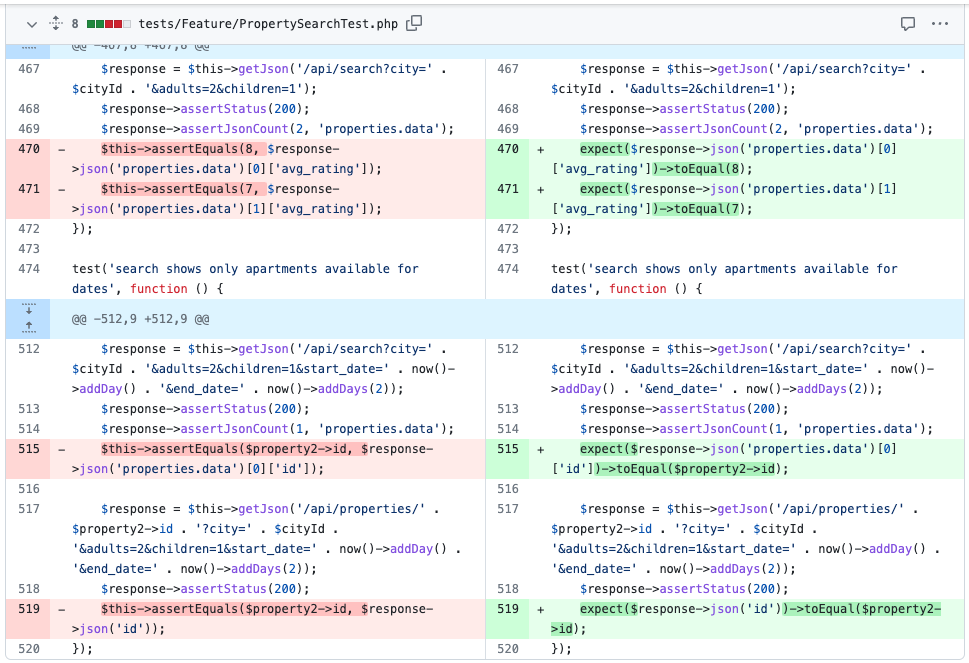 8 tests/Feature/PropertySearchTest.php
@@ -467,8 +467,8 @@
467 $response = $this->getJson('/api/search?city=' .
$cityId . '&adults=2&children=1');
468 $response->assertStatus(200);
469 $response->assertJsonCount(2, 'properties.data');
470 - $this->assertEquals(8, $response-
>json('properties.data')[0]['avg_rating']);
471 - $this->assertEquals(7, $response-
>json('properties.data')[1]['avg_rating']);
472 });
473
474 test('search shows only apartments available for
dates', function () {
467 $response = $this->getJson('/api/search?city=' .
$cityId . '&adults=2&children=1');
468 $response->assertStatus(200);
469 $response->assertJsonCount(2, 'properties.data');
470 + expect($response->json('properties.data')[0]
['avg_rating'])->toEqual(8);
471 + expect($response->json('properties.data')[1]
['avg_rating'])->toEqual(7);
472 });
473
474 test('search shows only apartments available for
dates', function () {
@@ -512,9 +512,9 @@
512 $response = $this->getJson('/api/search?city=' .
$cityId . '&adults=2&children=1&start_date=' . now()-
>addDay() . '&end_date=' . now()->addDays(2));
513 $response->assertStatus(200);
514 $response->assertJsonCount(1, 'properties.data');
515 - $this->assertEquals($property2->id, $response-
>json('properties.data')[0]['id']);
516
517 $response = $this->getJson('/api/properties/' .
$property2->id . '?city=' . $cityId .
'&adults=2&children=1&start_date=' . now()->addDay() .
'&end_date=' . now()->addDays(2));
518 $response->assertStatus(200);
519 - $this->assertEquals($property2->id, $response-
>json('id'));
520 });
512 $response = $this->getJson('/api/search?city=' .
$cityId . '&adults=2&children=1&start_date=' . now()-
>addDay() . '&end_date=' . now()->addDays(2));
513 $response->assertStatus(200);
514 $response->assertJsonCount(1, 'properties.data');
515 + expect($response->json('properties.data')[0]
['id'])->toEqual($property2->id);
516
517 $response = $this->getJson('/api/properties/' .
$property2->id . '?city=' . $cityId .
'&adults=2&children=1&start_date=' . now()->addDay() .
'&end_date=' . now()->addDays(2));
518 $response->assertStatus(200);
519 + expect($response->json('id'))->toEqual($property2-
>id);
520 });